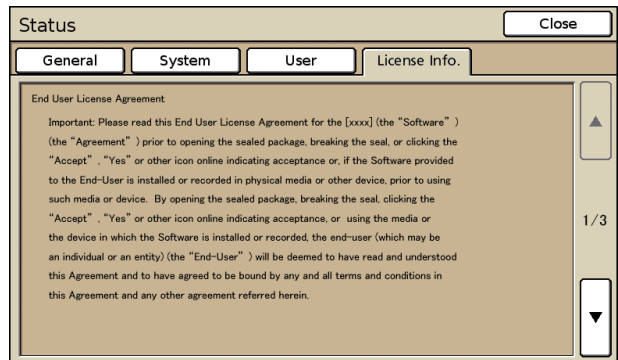 Status
Close
General
System
User
License Info.
End User License Agreement
Important: Please read this End User License Agreement for the [xxxx] (the “Software” )
(the “Agreement” ) prior to opening the sealed package, breaking the seal, or clicking the
“Accept” , “Yes” or other icon online indicating acceptance or, if the Software provided
to the End-User is installed or recorded in physical media or other device, prior to using
such media or device. By opening the sealed package, breaking the seal, clicking the
“Accept” , “Yes” or other icon online indicating acceptance, or using the media or
the device in which the Software is installed or recorded, the end-user (which may be
an individual or an entity) (the “End-User” ) will be deemed to have read and understood
this Agreement and to have agreed to be bound by any and all terms and conditions in
this Agreement and any other agreement referred herein.
1/3